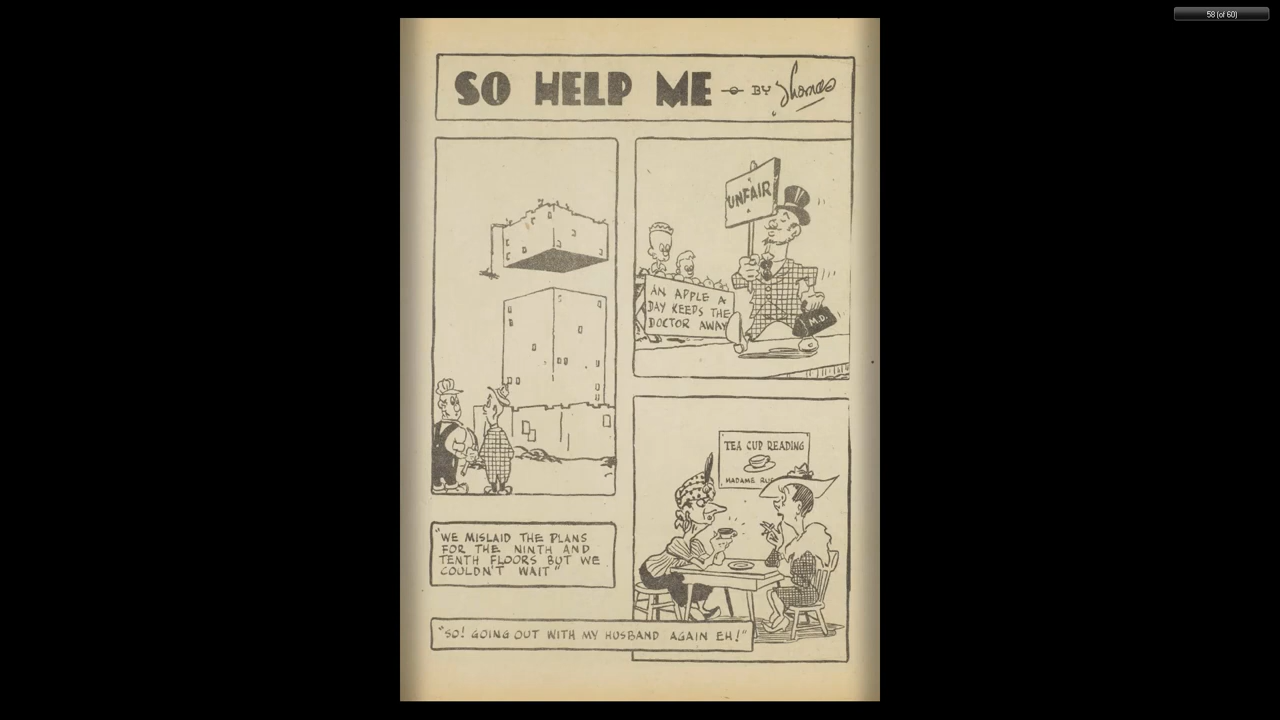 58 (of 60)
SO HELP ME BY Thomas
UNFAIR
AN APPLE A
DAY KEEPS THE
DOCTOR AWAY
M.D.
"WE MISLAID THE PLANS
FOR THE NINTH AND
TENTH FLOORS BUT WE
COULDN'T WAIT"
TEA CUP READING
MADAME
"SO! GOING OUT WITH MY HUSBAND AGAIN EH!"